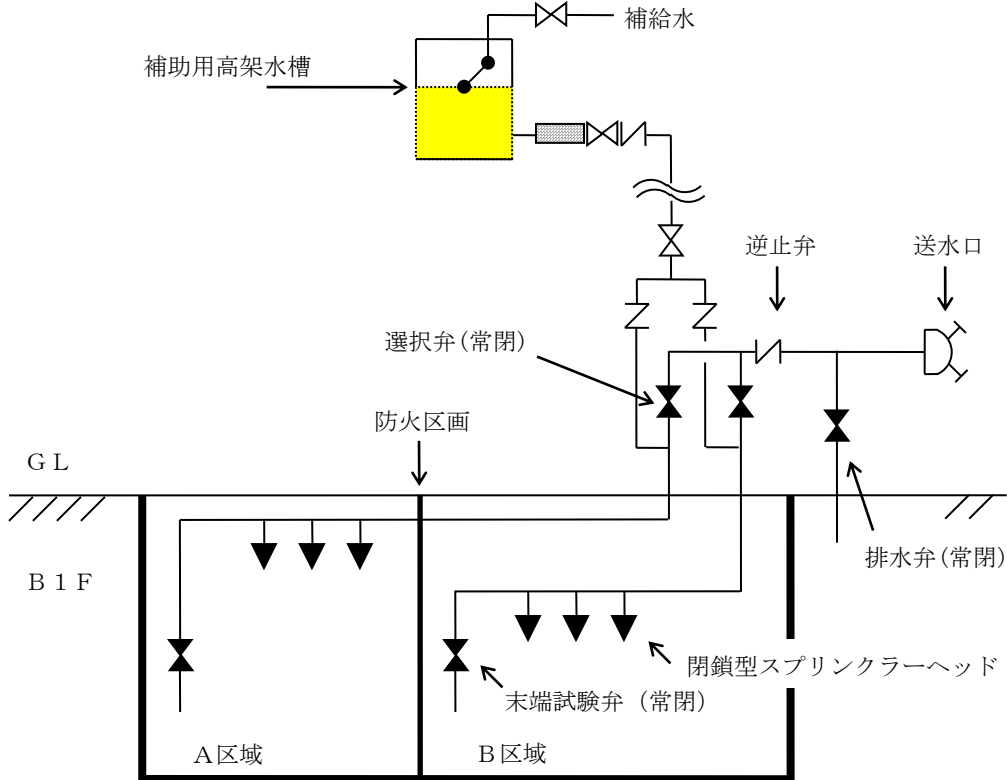 補給水
補助用高架水槽
逆止弁
送水口
選択弁(常閉)
防火区画
GL
排水弁(常閉)
B1F
閉鎖型スプリンクラーヘッド
末端試験弁(常閉)
A区域
B区域